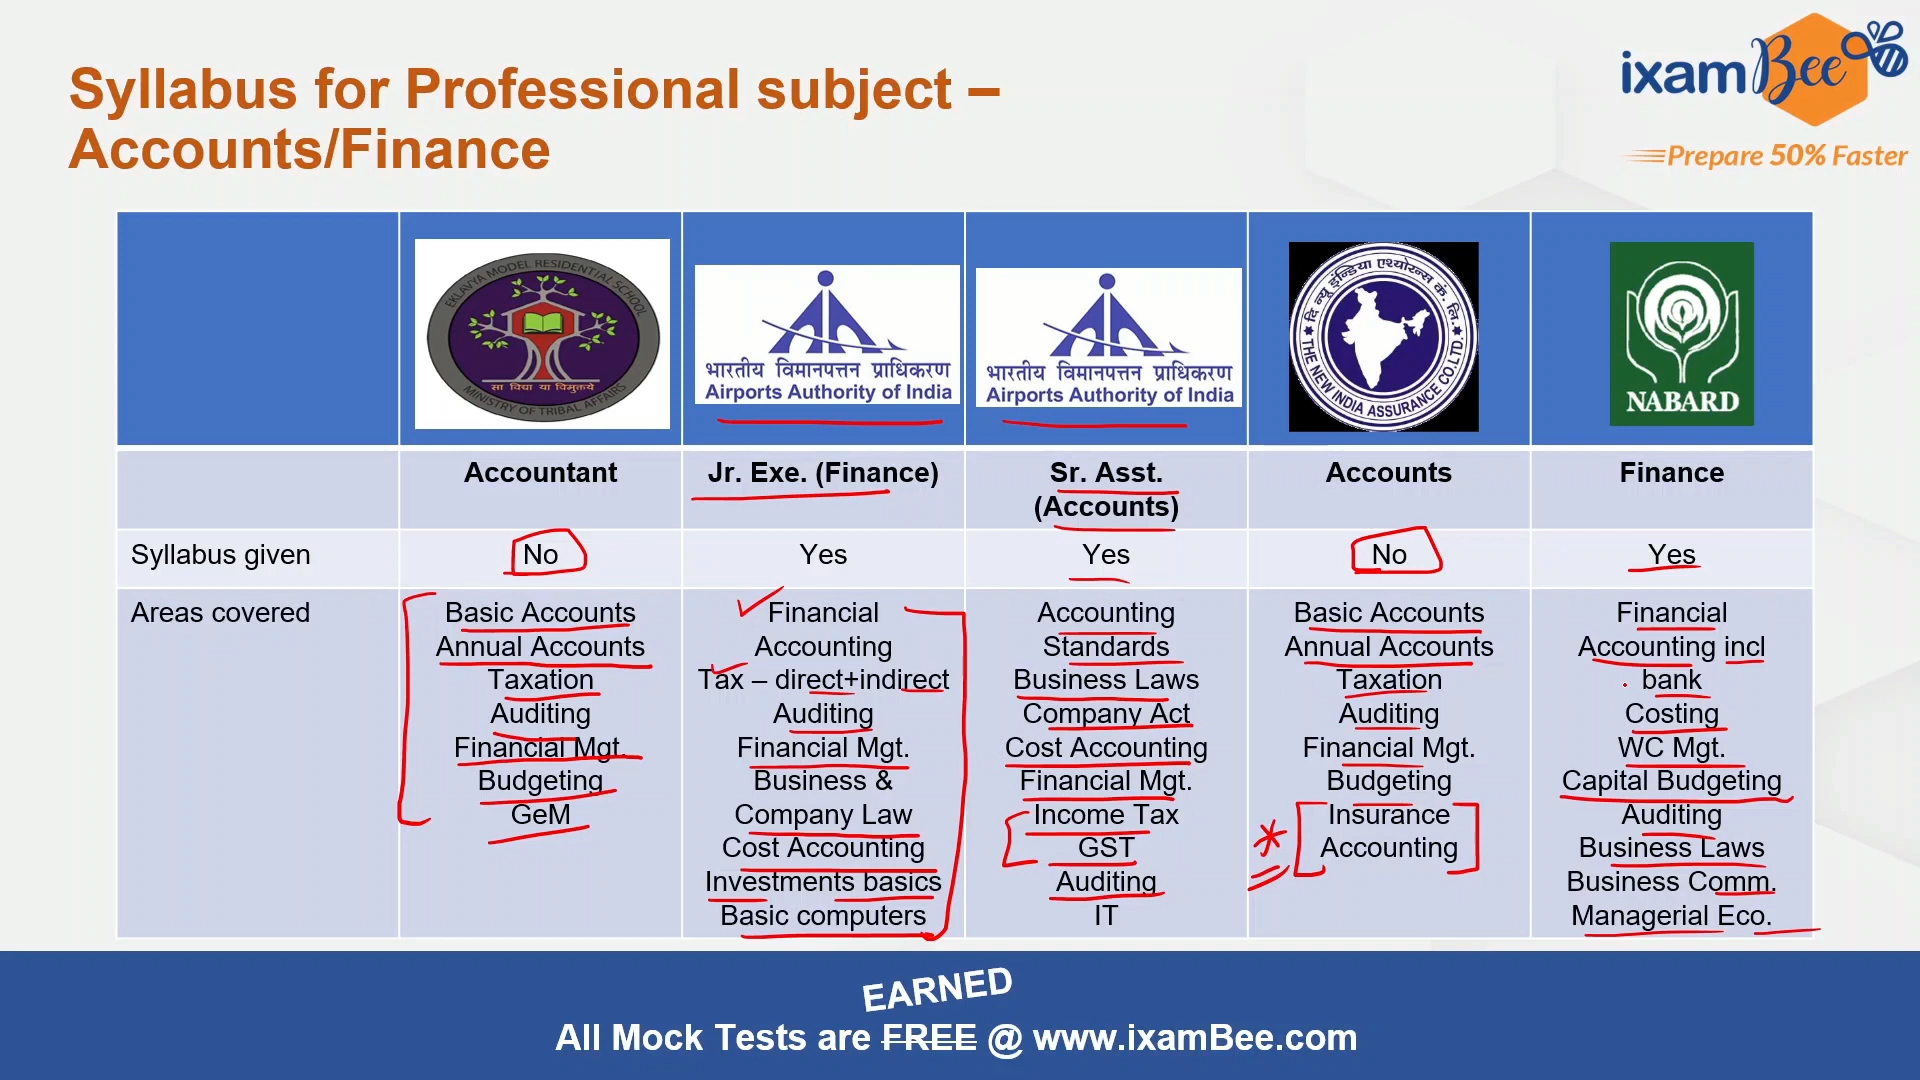 Syllabus for Professional subject –
Accounts/Finance
ixamBee
Prepare 50% Faster
EKLAVYA MODEL RESIDENTIAL SCHOOL
सा विद्या या विमुक्तये
MINISTRY OF TRIBAL AFFAIRS
भारतीय विमानपत्तन प्राधिकरण
Airports Authority of India
भारतीय विमानपत्तन प्राधिकरण
Airports Authority of India
दि न्यू इन्डिया एश्योरन्स कं. लि.
THE NEW INDIA ASSURANCE CO.LTD.
NABARD
Accountant
Jr. Exe. (Finance)
Sr. Asst.
(Accounts)
Accounts
Finance
Syllabus given
No
Yes
Yes
No
Yes
Areas covered
Basic Accounts
Annual Accounts
Taxation
Auditing
Financial Mgt.
Budgeting
GeM
Financial
Accounting
Tax – direct+indirect
Auditing
Financial Mgt.
Business &
Company Law
Cost Accounting
Investments basics
Basic computers
Accounting
Standards
Business Laws
Company Act
Cost Accounting
Financial Mgt.
Income Tax
GST
Auditing
IT
Basic Accounts
Annual Accounts
Taxation
Auditing
Financial Mgt.
Budgeting
Insurance
Accounting
Financial
Accounting incl
bank
Costing
WC Mgt.
Capital Budgeting
Auditing
Business Laws
Business Comm.
Managerial Eco.
EARNED
All Mock Tests are FREE @ www.ixamBee.com